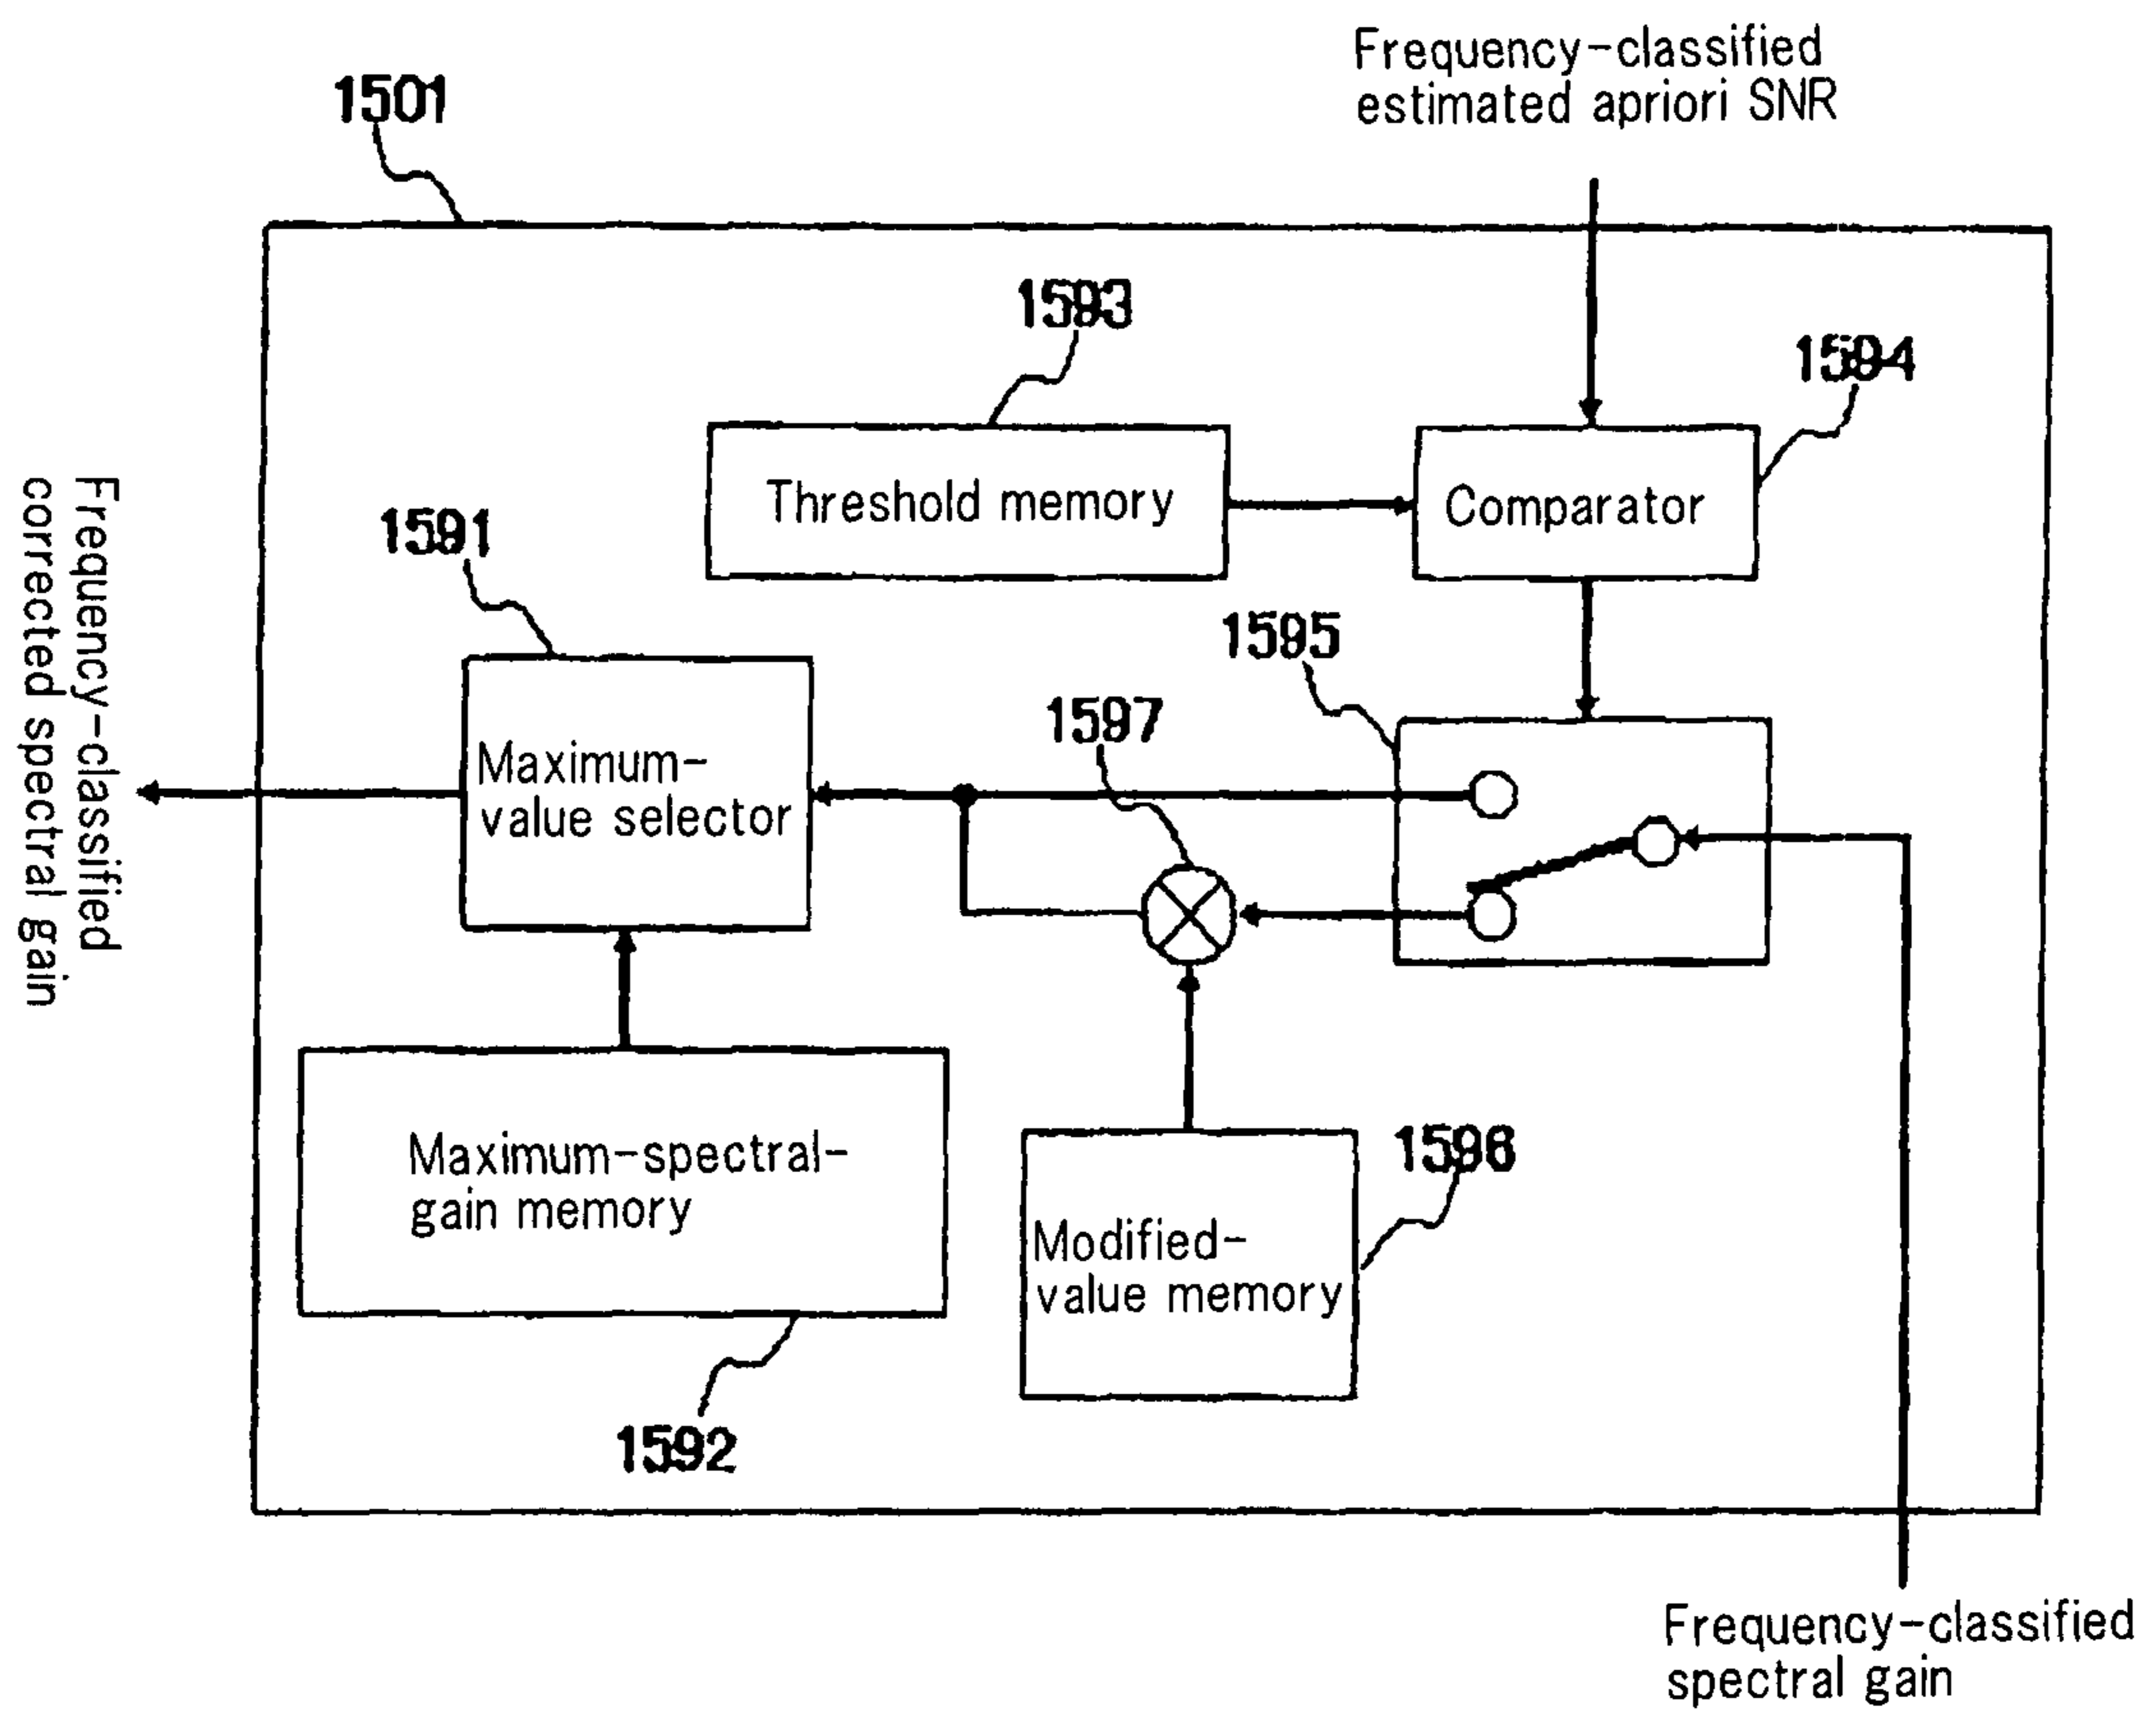 Frequency-classified
estimated apriori SNR
1501
1593
1594
Threshold memory
Comparator
1591
1595
1597
Maximum-
value selector
Frequency-classified
corrected spectral gain
Maximum-spectral-
gain memory
1596
Modified-
value memory
1592
Frequency-classified
spectral gain